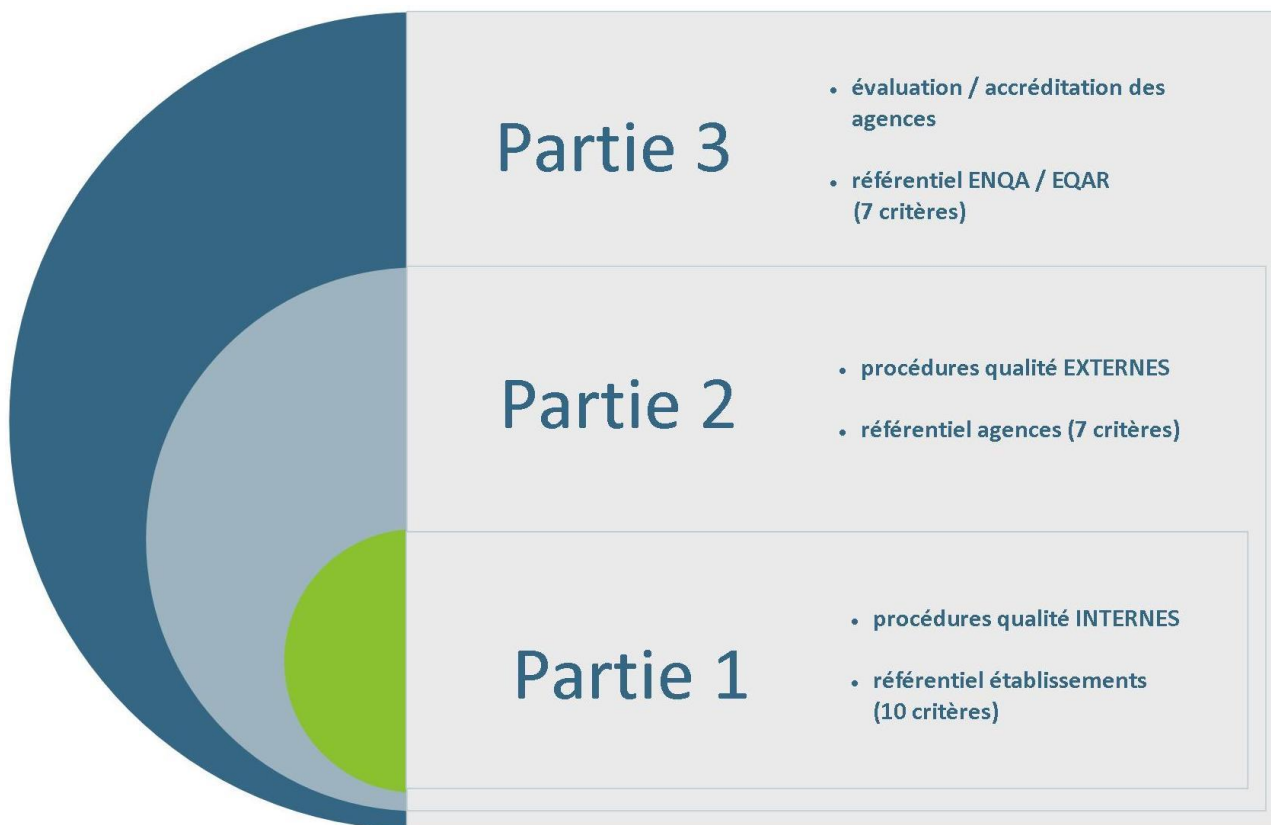 Partie 3
• évaluation / accréditation des
agences
• référentiel ENQA / EQAR
(7 critères)
Partie 2
• procédures qualité EXTERNES
• référentiel agences (7 critères)
Partie 1
• procédures qualité INTERNES
• référentiel établissements
(10 critères)